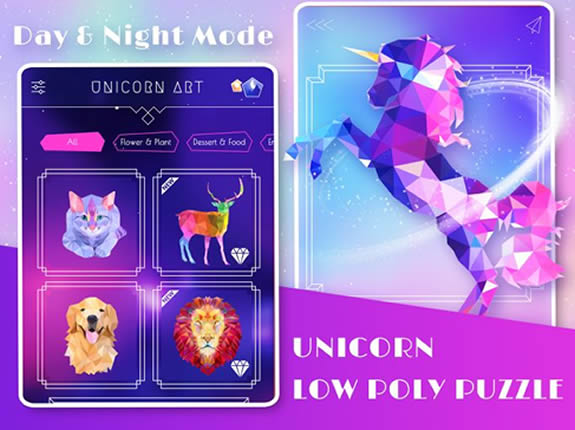 Day & Night Mode
UNICORN ART
All
Flower & Plant
Dessert & Food
NEW
NEW
UNICORN
LOW POLY PUZZLE